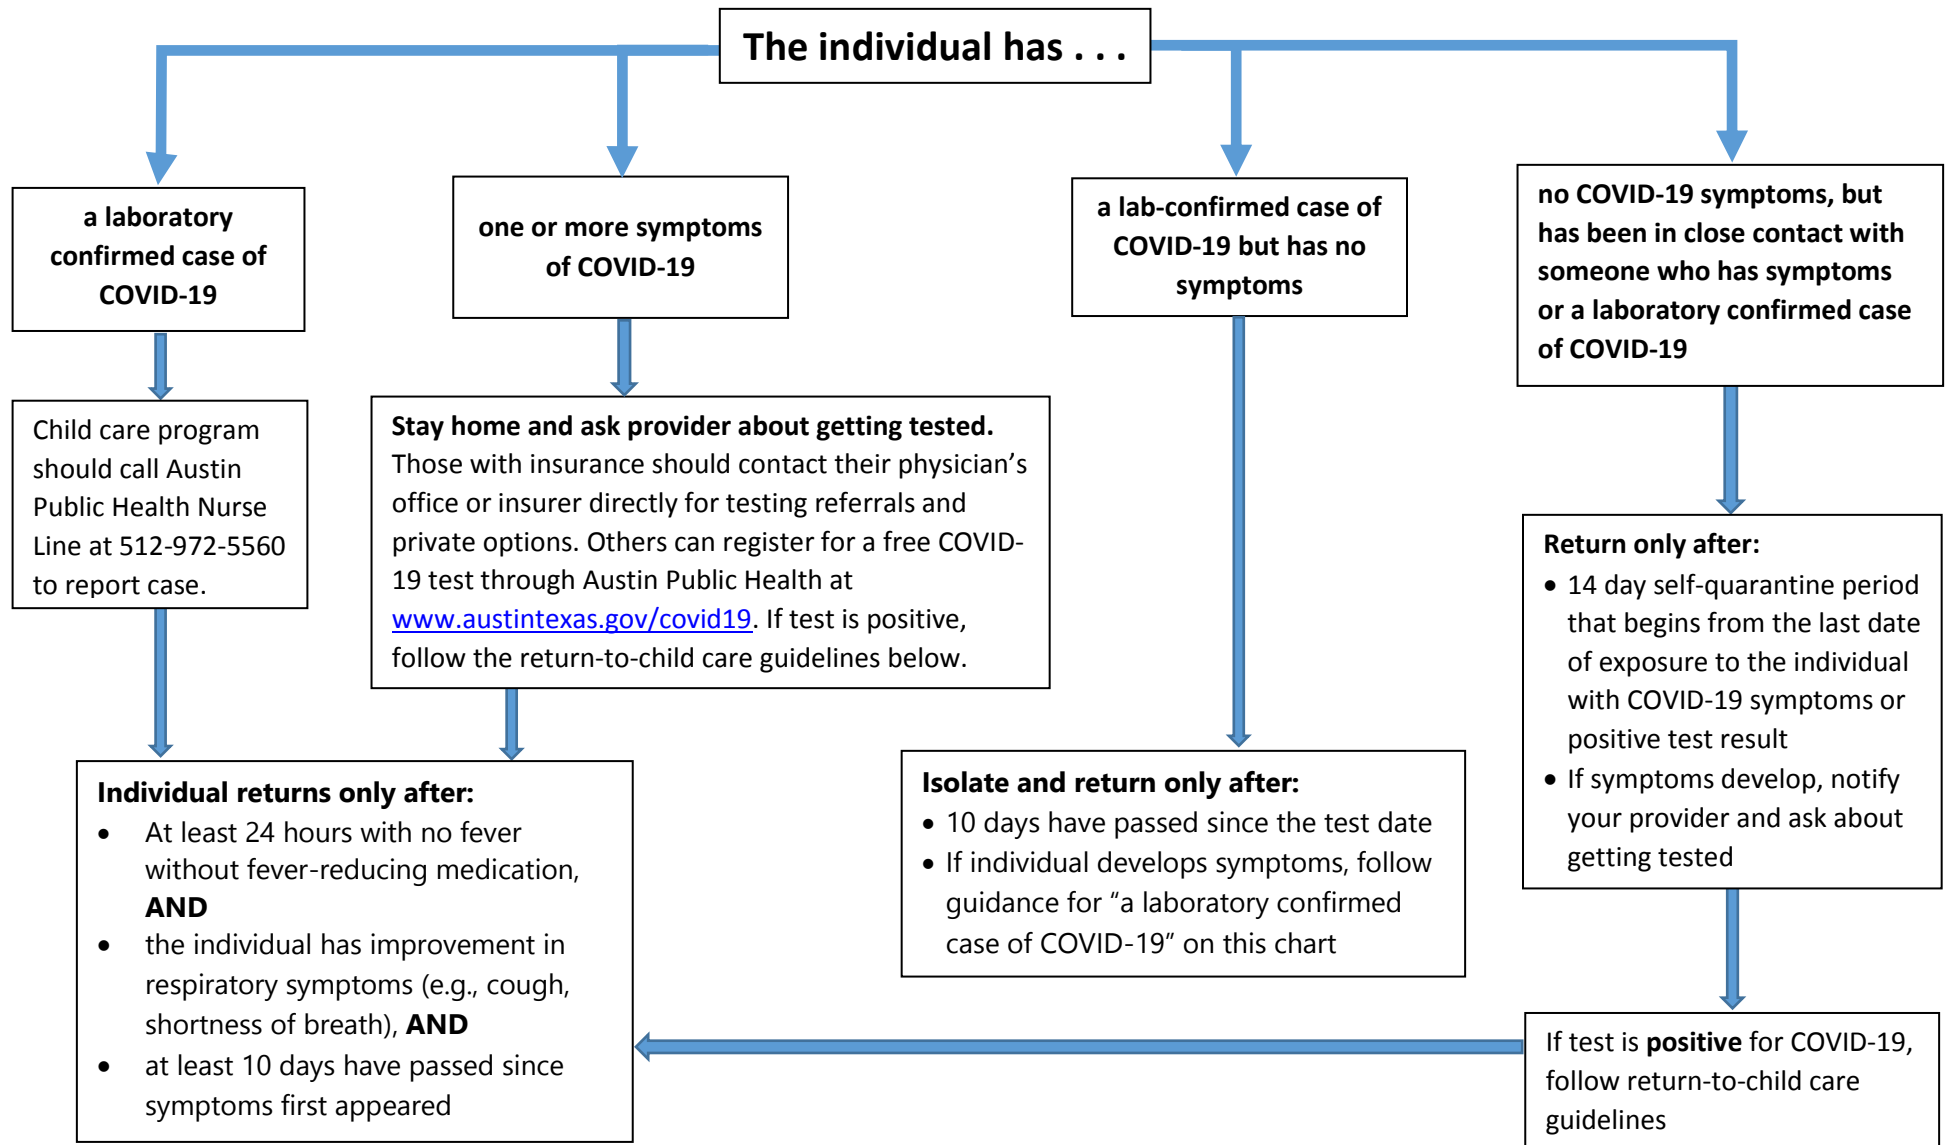 The individual has . . .
a laboratory
confirmed case of
COVID-19
one or more symptoms
of COVID-19
a lab-confirmed case of
COVID-19 but has no
symptoms
no COVID-19 symptoms, but
has been in close contact with
someone who has symptoms
or a laboratory confirmed case
of COVID-19
Child care program
should call Austin
Public Health Nurse
Line at 512-972-5560
to report case.
Stay home and ask provider about getting tested.
Those with insurance should contact their physician’s
office or insurer directly for testing referrals and
private options. Others can register for a free COVID-
19 test through Austin Public Health at
www.austintexas.gov/covid19. If test is positive,
follow the return-to-child care guidelines below.
Return only after:
• 14 day self-quarantine period
that begins from the last date
of exposure to the individual
with COVID-19 symptoms or
positive test result
• If symptoms develop, notify
your provider and ask about
getting tested
Individual returns only after:
• At least 24 hours with no fever
without fever-reducing medication,
AND
• the individual has improvement in
respiratory symptoms (e.g., cough,
shortness of breath), AND
• at least 10 days have passed since
symptoms first appeared
Isolate and return only after:
• 10 days have passed since the test date
• If individual develops symptoms, follow
guidance for “a laboratory confirmed
case of COVID-19” on this chart
If test is positive for COVID-19,
follow return-to-child care
guidelines